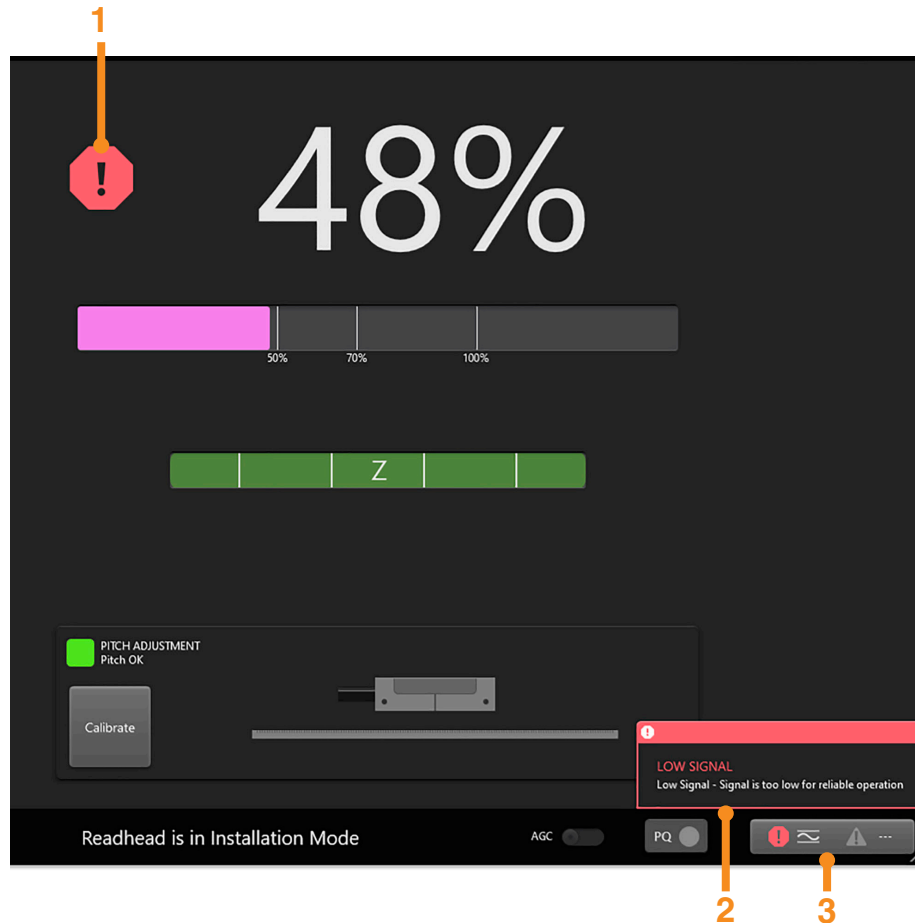 1
!
48%
50% 70% 100%
Z
PITCH ADJUSTMENT
Pitch OK
Calibrate
!
LOW SIGNAL
Low Signal - Signal is too low for reliable operation
Readhead is in Installation Mode
AGC
PQ
! ! ---
2 3